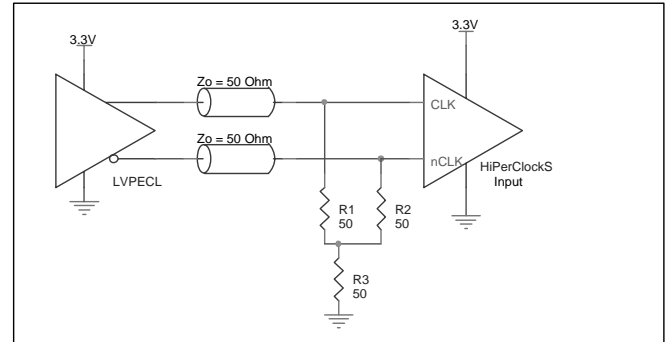 3.3V
3.3V
Zo = 50 Ohm
CLK
Zo = 50 Ohm
nCLK
HiPerClockS
Input
LVPECL
R1
50
R2
50
R3
50